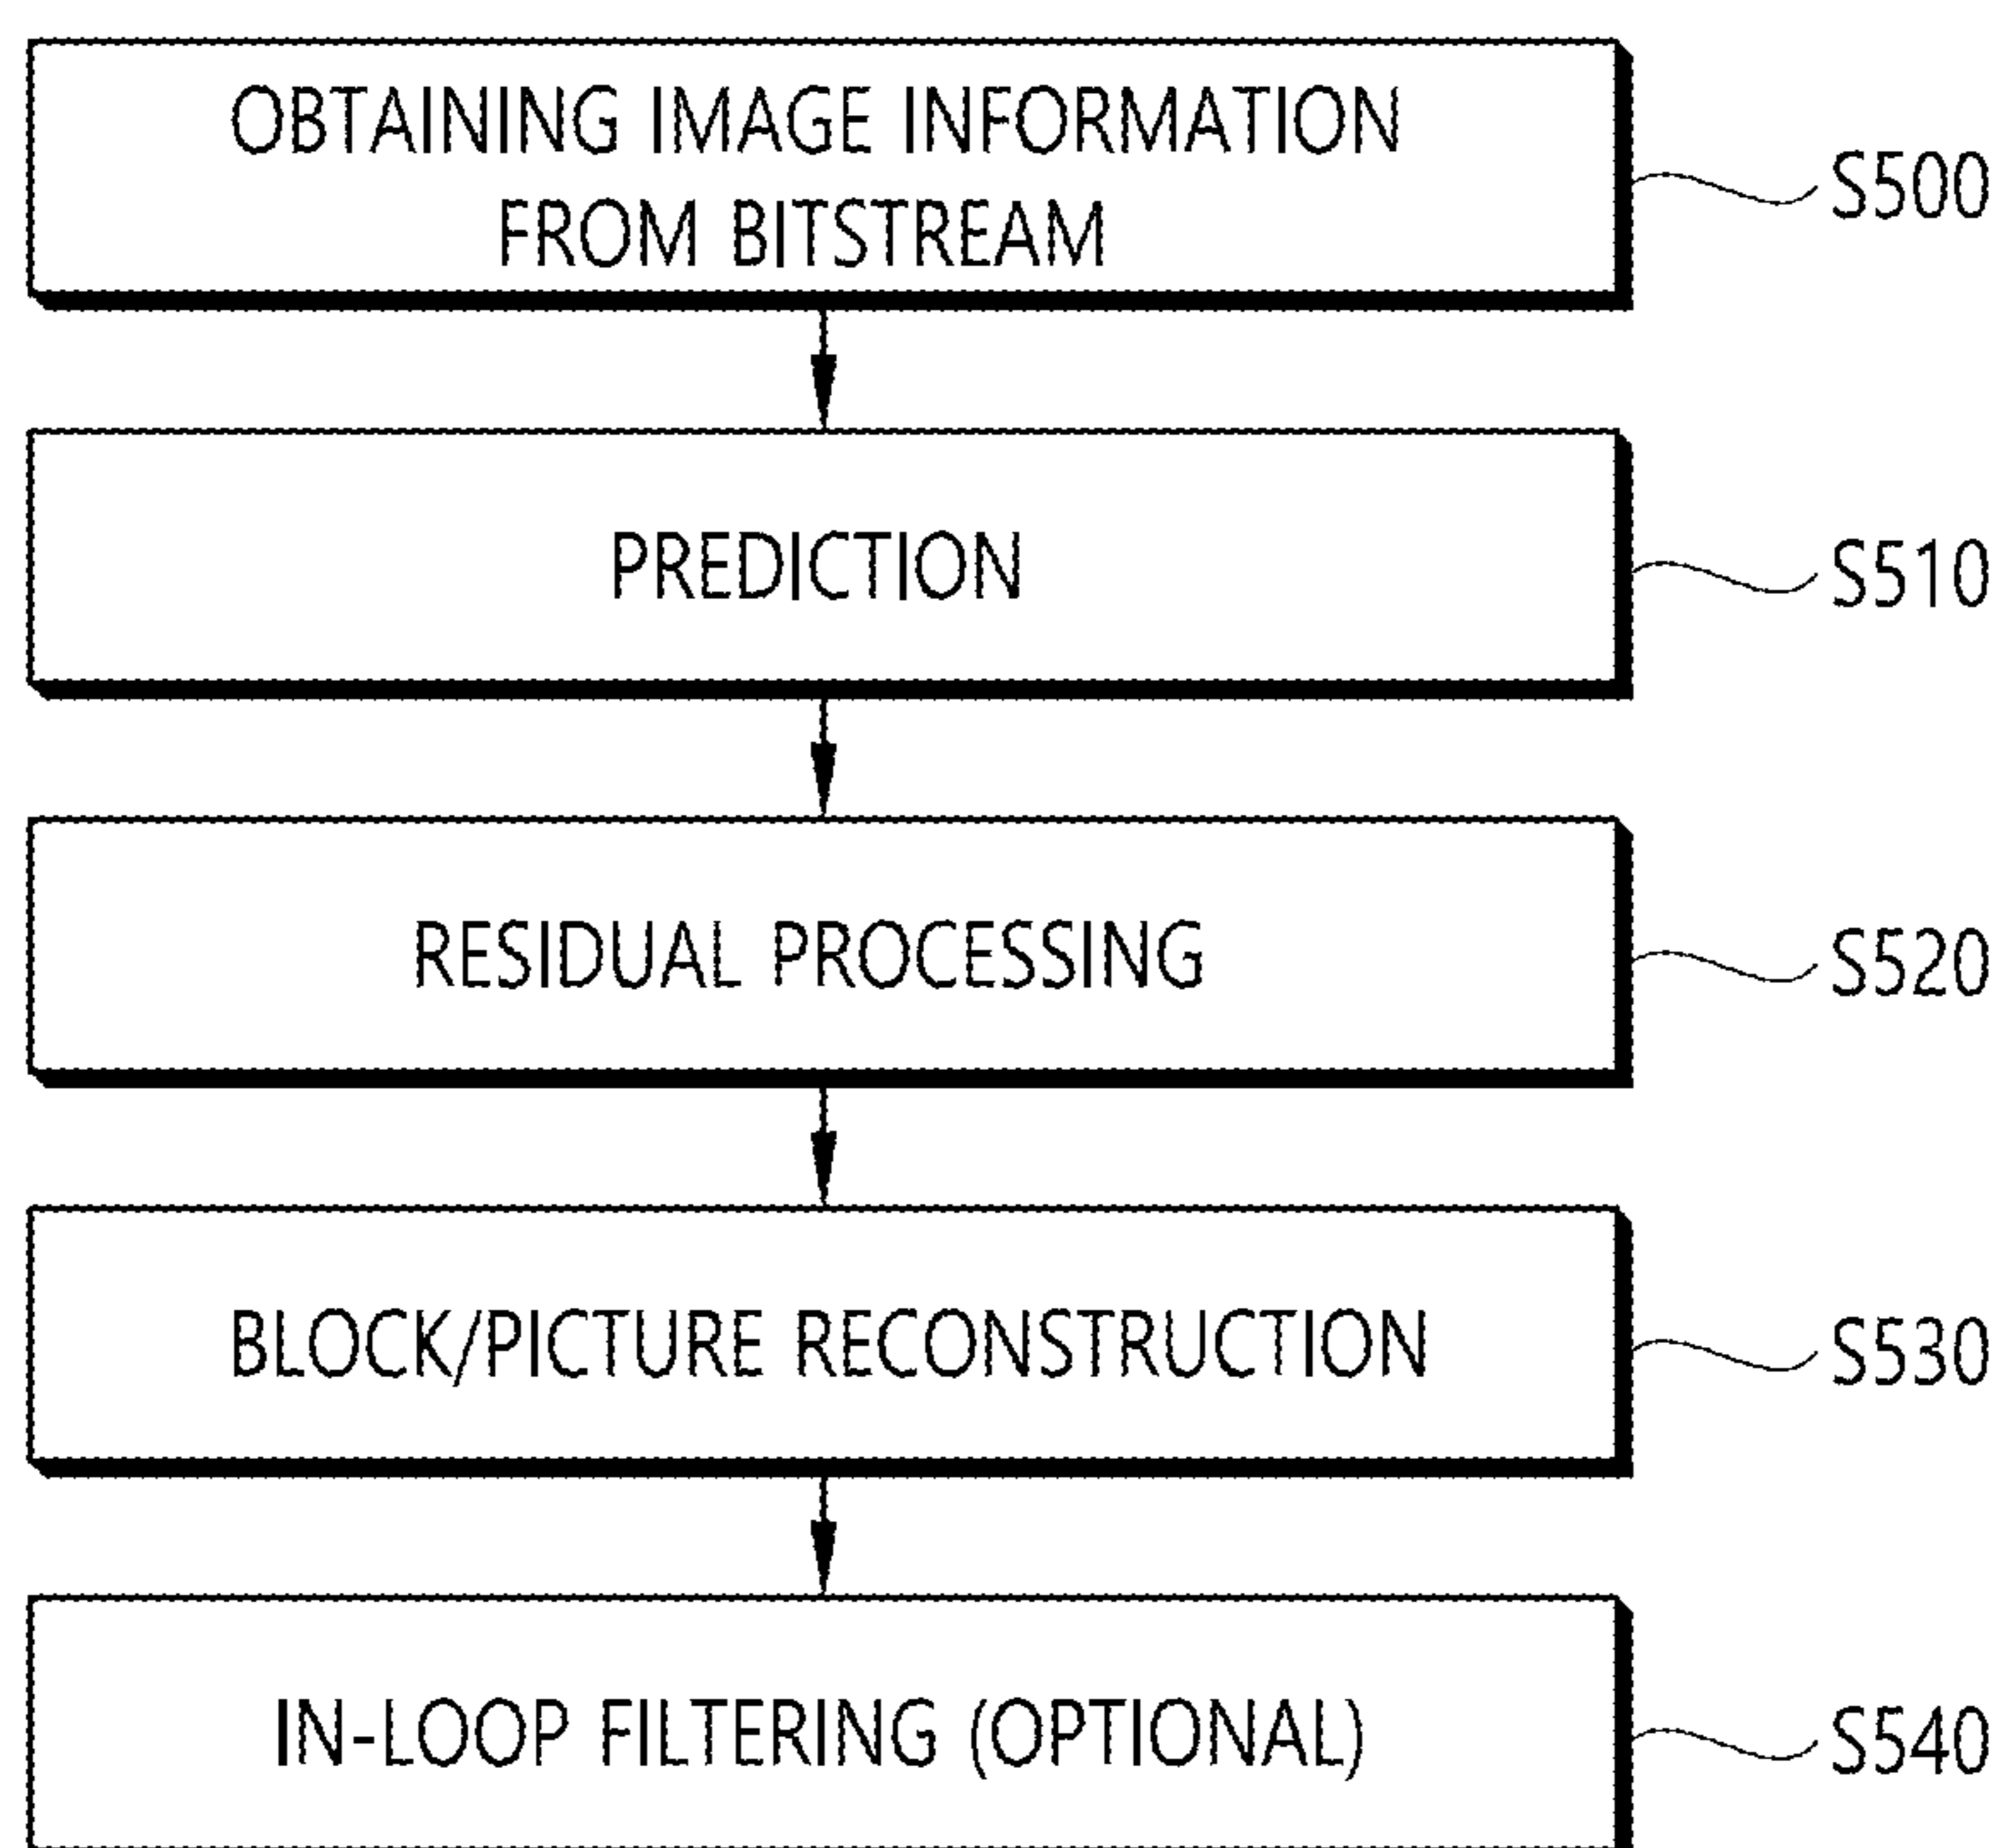 OBTAINING IMAGE INFORMATION
FROM BITSTREAM
S500
PREDICTION
S510
RESIDUAL PROCESSING
S520
BLOCK/PICTURE RECONSTRUCTION
S530
IN-LOOP FILTERING (OPTIONAL)
S540